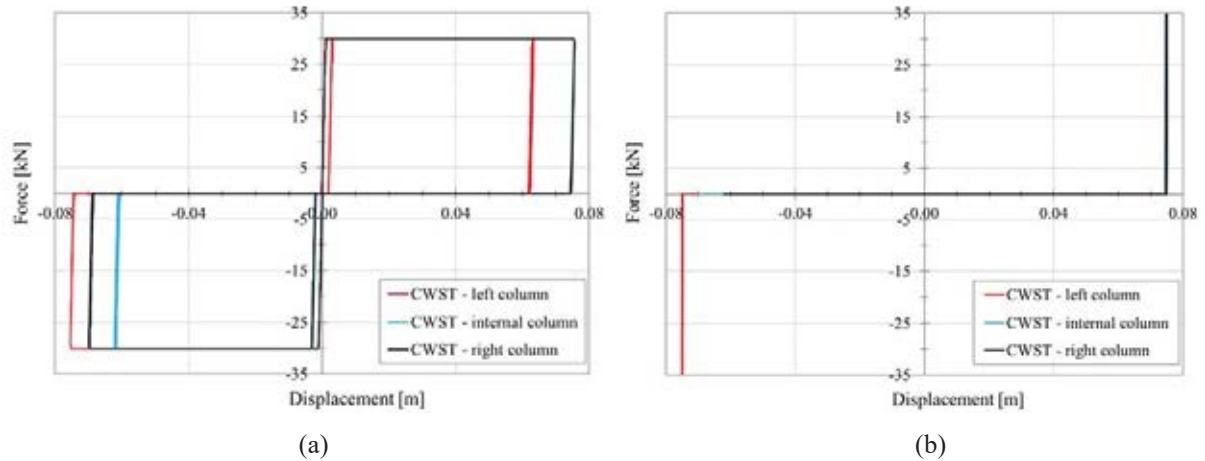 35
25
15
5
-0.08
-0.04
-0.00
0.04
0.08
-5
-15
-25
-35
Force [kN]
Displacement [m]
CWST - left column
CWST - internal column
CWST - right column
(a)
35
25
15
5
-0.08
-0.04
-0.00
0.04
0.08
-5
-15
-25
-35
Force [kN]
Displacement [m]
CWST - left column
CWST - internal column
CWST - right column
(b)